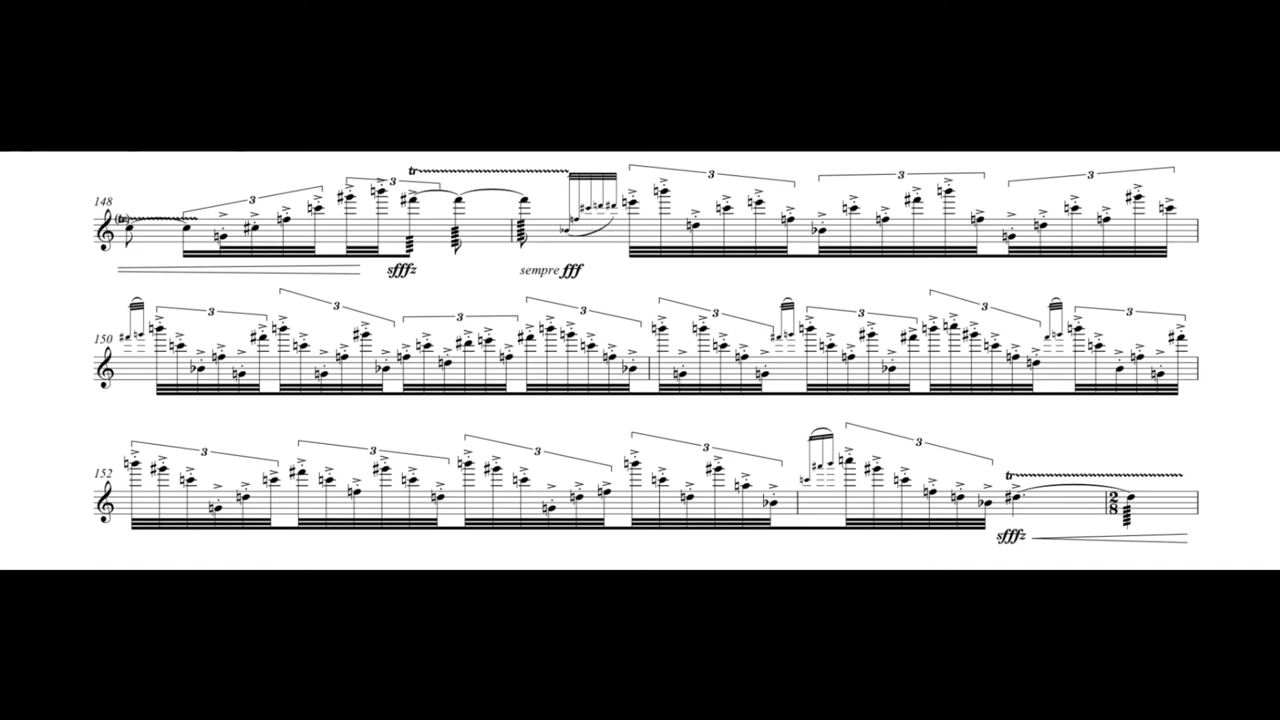 tr 3 3 3 3
148 (tr) 3
sfffz sempre fff
3 3 3 3 3 3 3 3
150
3 3 3 3 3
152 tr
2
8
sfffz